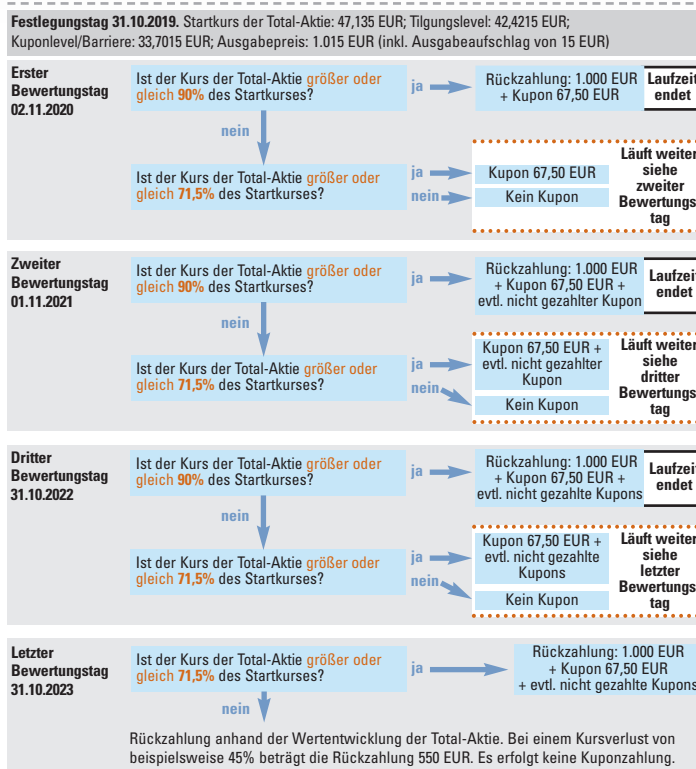 Festlegungstag 31.10.2019. Startkurs der Total-Aktie: 47,135 EUR; Tilgungslevel: 42,4215 EUR;
Kuponlevel/Barriere: 33,7015 EUR; Ausgabepreis: 1.015 EUR (inkl. Ausgabeaufschlag von 15 EUR)
Erster
Bewertungstag
02.11.2020
Ist der Kurs der Total-Aktie größer oder
gleich 90% des Startkurses?
ja
Rückzahlung: 1.000 EUR
+ Kupon 67,50 EUR
Laufzeit
endet
nein
Ist der Kurs der Total-Aktie größer oder
gleich 71,5% des Startkurses?
ja
Kupon 67,50 EUR
nein
Kein Kupon
Läuft weiter
siehe
zweiter
Bewertungs
tag
Zweiter
Bewertungstag
01.11.2021
Ist der Kurs der Total-Aktie größer oder
gleich 90% des Startkurses?
ja
Rückzahlung: 1.000 EUR
+ Kupon 67,50 EUR +
evtl. nicht gezahlter Kupon
Laufzeit
endet
nein
Ist der Kurs der Total-Aktie größer oder
gleich 71,5% des Startkurses?
ja
Kupon 67,50 EUR +
evtl. nicht gezahlter
Kupon
nein
Kein Kupon
Läuft weiter
siehe
dritter
Bewertungs
tag
Dritter
Bewertungstag
31.10.2022
Ist der Kurs der Total-Aktie größer oder
gleich 90% des Startkurses?
ja
Rückzahlung: 1.000 EUR
+ Kupon 67,50 EUR +
evtl. nicht gezahlte Kupons
Laufzeit
endet
nein
Ist der Kurs der Total-Aktie größer oder
gleich 71,5% des Startkurses?
ja
Kupon 67,50 EUR +
evtl. nicht gezahlte
Kupons
nein
Kein Kupon
Läuft weiter
siehe
letzter
Bewertungs
tag
Letzter
Bewertungstag
31.10.2023
Ist der Kurs der Total-Aktie größer oder
gleich 71,5% des Startkurses?
ja
Rückzahlung: 1.000 EUR
+ Kupon 67,50 EUR
+ evtl. nicht gezahlte Kupons
nein
Rückzahlung anhand der Wertentwicklung der Total-Aktie. Bei einem Kursverlust von
beispielsweise 45% beträgt die Rückzahlung 550 EUR. Es erfolgt keine Kuponzahlung.